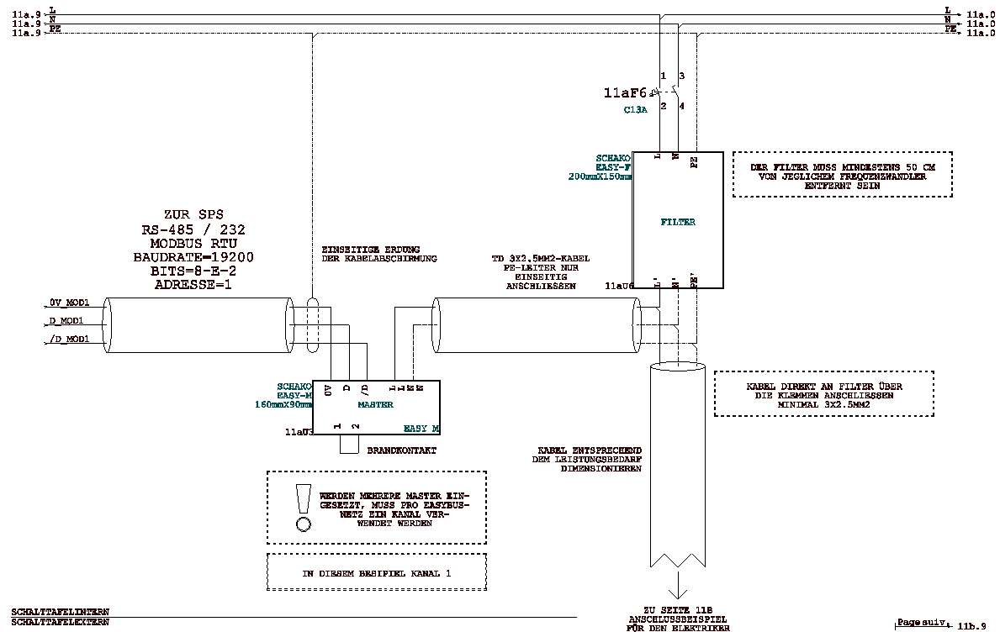 11a.9 L L 11a.0
11a.9 N N 11a.0
11a.9 PE PE 11a.0
1 3
11aF6
2 4
C13A
L N PE
SCHAKO
EASY-F
200mmX150mm
FILTER
11aU6
L' N' PE'
DER FILTER MUSS MINDESTENS 50 CM
VON JEGLICHEM FREQUENZWANDLER
ENTFERNT SEIN
ZUR SPS
RS-485 / 232
MODBUS RTU
BAUDRATE=19200
BITS=8-E-2
ADRESSE=1
EINSEITIGE ERDUNG
DER KABELABSCHIRMUNG
TD 3X2.5MM2-KABEL
PE-LEITER NUR
EINSEITIG
ANSCHLIESSEN
0V_MOD1
D_MOD1
/D_MOD1
0V D /D L L N N
SCHAKO
EASY-M
160mmX90mm
MASTER
1 2
EASY M
11aU3
BRANDKONTAKT
KABEL DIREKT AN FILTER ÜBER
DIE KLEMMEN ANSCHLIESSEN
MINIMAL 3X2.5MM2
KABEL ENTSPRECHEND
DEM LEISTUNGSBEDARF
DIMENSIONIEREN
WERDEN MEHRERE MASTER EIN-
GESETZT, MUSS PRO EASYBUS-
NETZ EIN KANAL VER-
WENDET WERDEN
IN DIESEM BESIPIEL KANAL 1
SCHALTTAFELINTERN
SCHALTTAFELEXTERN
ZU SEITE 11B
ANSCHLUSSBEISPIEL
FÜR DEN ELEKTRIKER
Page suiv. 11b.9